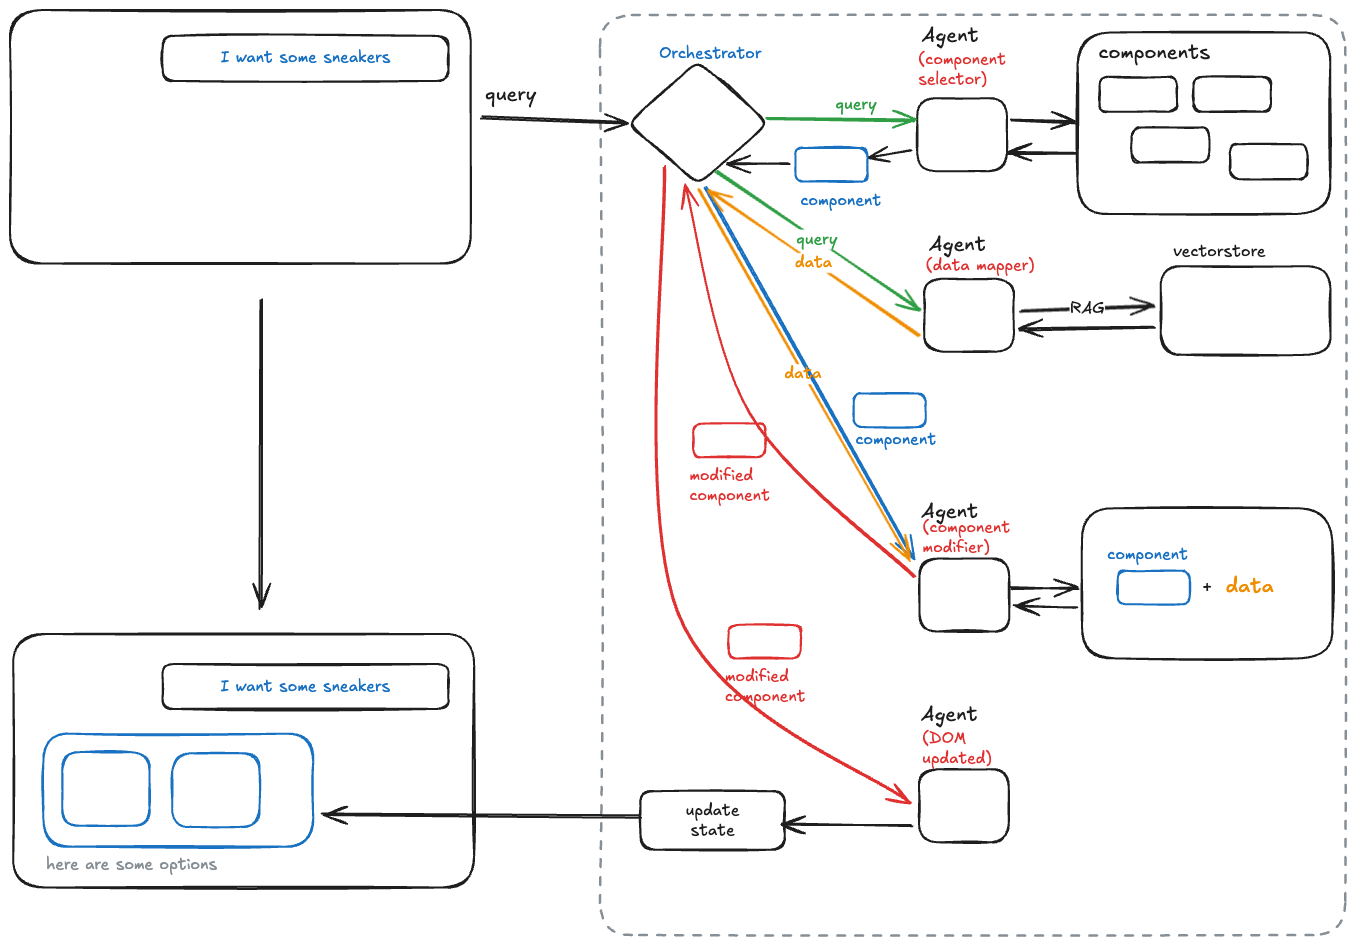 I want some sneakers
query
Orchestrator
query
component
Agent
(component
selector)
components
query
data
Agent
(data mapper)
RAG
vectorstore
data
component
modified
component
Agent
(component
modifier)
component
+ data
modified
component
Agent
(DOM
updated)
update
state
I want some sneakers
here are some options